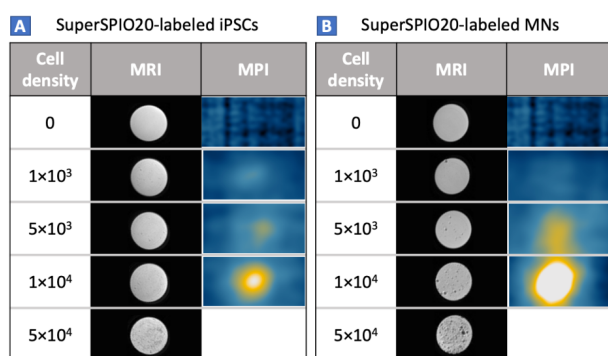 A SuperSPIO20-labeled iPSCs
Cell density MRI MPI
0
1×10³
5×10³
1×10⁴
5×10⁴
B SuperSPIO20-labeled MNs
Cell density MRI MPI
0
1×10³
5×10³
1×10⁴
5×10⁴